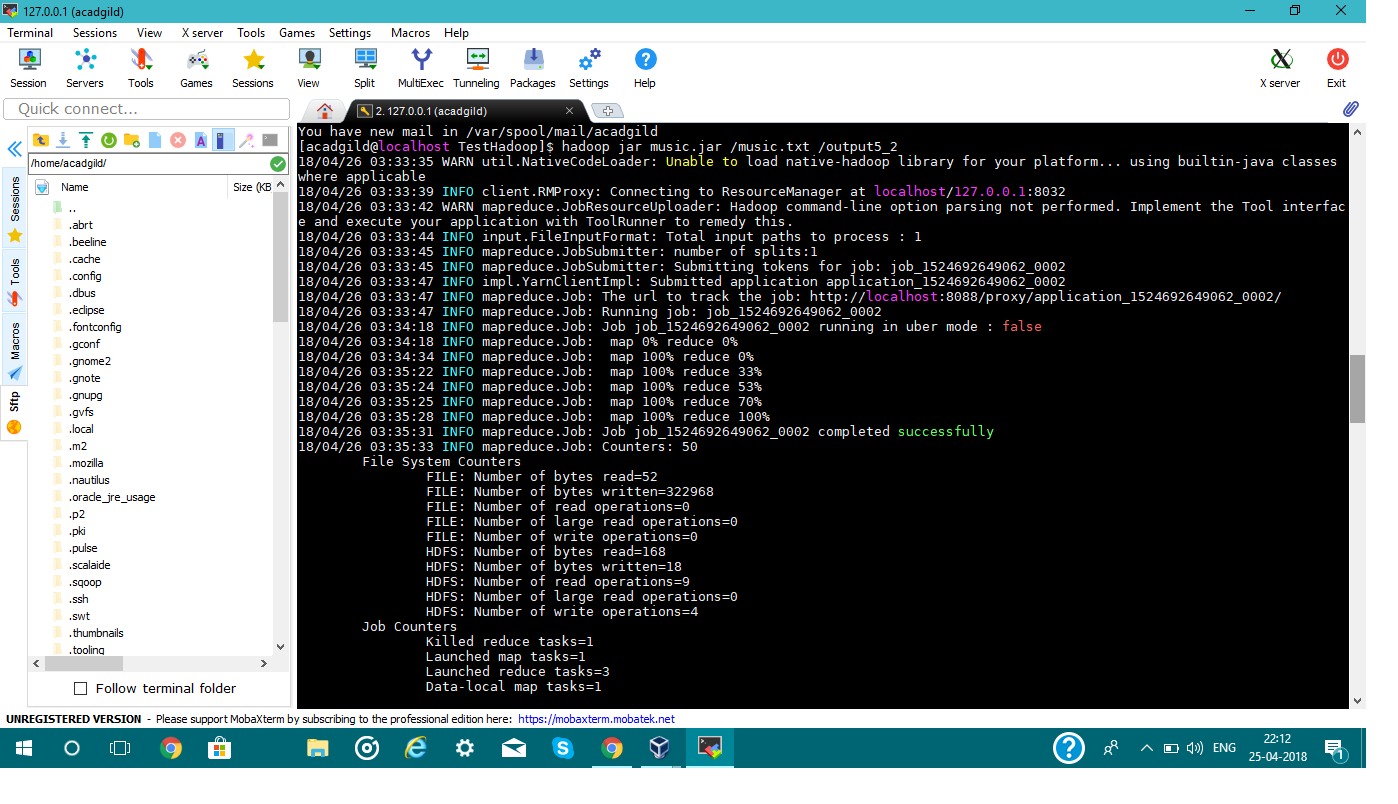 127.0.0.1 (acadgild)
Terminal Sessions View X server Tools Games Settings Macros Help
Session Servers Tools Games Sessions View Split MultiExec Tunneling Packages Settings Help X server Exit
Quick connect...
2. 127.0.0.1 (acadgild)
/home/acadgild/
Name Size (KB
..
.abrt
.beeline
.cache
.config
.dbus
.eclipse
.fontconfig
.gconf
.gnome2
.gnote
.gnupg
.gvfs
.local
.m2
.mozilla
.nautilus
.oracle_jre_usage
.p2
.pki
.pulse
.scalaide
.sqoop
.ssh
.swt
.thumbnails
.tooling
Follow terminal folder
Sessions
Tools
Macros
Sftp
You have new mail in /var/spool/mail/acadgild
[acadgild@localhost TestHadoop]$ hadoop jar music.jar /music.txt /output5_2
18/04/26 03:33:35 WARN util.NativeCodeLoader: Unable to load native-hadoop library for your platform... using builtin-java classes
where applicable
18/04/26 03:33:39 INFO client.RMProxy: Connecting to ResourceManager at localhost/127.0.0.1:8032
18/04/26 03:33:42 WARN mapreduce.JobResourceUploader: Hadoop command-line option parsing not performed. Implement the Tool interfac
e and execute your application with ToolRunner to remedy this.
18/04/26 03:33:44 INFO input.FileInputFormat: Total input paths to process : 1
18/04/26 03:33:45 INFO mapreduce.JobSubmitter: number of splits:1
18/04/26 03:33:45 INFO mapreduce.JobSubmitter: Submitting tokens for job: job_1524692649062_0002
18/04/26 03:33:47 INFO impl.YarnClientImpl: Submitted application application_1524692649062_0002
18/04/26 03:33:47 INFO mapreduce.Job: The url to track the job: http://localhost:8088/proxy/application_1524692649062_0002/
18/04/26 03:33:47 INFO mapreduce.Job: Running job: job_1524692649062_0002
18/04/26 03:34:18 INFO mapreduce.Job: Job job_1524692649062_0002 running in uber mode : false
18/04/26 03:34:18 INFO mapreduce.Job:  map 0% reduce 0%
18/04/26 03:34:34 INFO mapreduce.Job:  map 100% reduce 0%
18/04/26 03:35:22 INFO mapreduce.Job:  map 100% reduce 33%
18/04/26 03:35:24 INFO mapreduce.Job:  map 100% reduce 53%
18/04/26 03:35:25 INFO mapreduce.Job:  map 100% reduce 70%
18/04/26 03:35:28 INFO mapreduce.Job:  map 100% reduce 100%
18/04/26 03:35:31 INFO mapreduce.Job: Job job_1524692649062_0002 completed successfully
18/04/26 03:35:33 INFO mapreduce.Job: Counters: 50
File System Counters
FILE: Number of bytes read=52
FILE: Number of bytes written=322968
FILE: Number of read operations=0
FILE: Number of large read operations=0
FILE: Number of write operations=0
HDFS: Number of bytes read=168
HDFS: Number of bytes written=18
HDFS: Number of read operations=9
HDFS: Number of large read operations=0
HDFS: Number of write operations=4
Job Counters
Killed reduce tasks=1
Launched map tasks=1
Launched reduce tasks=3
Data-local map tasks=1
UNREGISTERED VERSION - Please support MobaXterm by subscribing to the professional edition here: https://mobaxterm.mobatek.net
ENG
22:12
25-04-2018
1